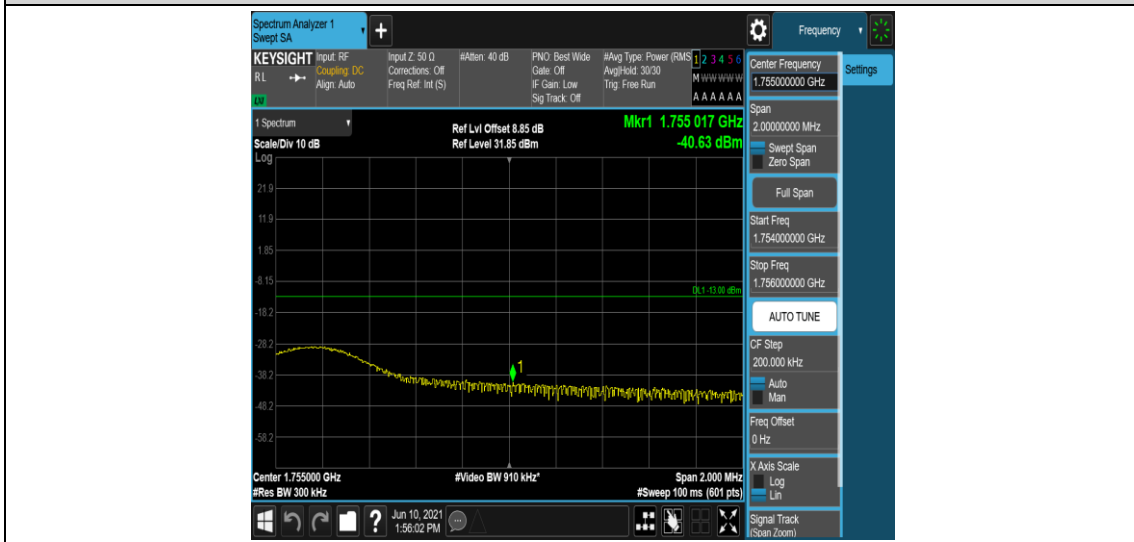 Spectrum Analyzer 1
Swept SA
+
Frequency
KEYSIGHT
RL
LXI
Input: RF
Coupling: DC
Align: Auto
Input Z: 50 Ω
Corrections: Off
Freq Ref: Int (S)
#Atten: 40 dB
PNO: Best Wide
Gate: Off
IF Gain: Low
Sig Track: Off
#Avg Type: Power (RMS
Avg|Hold: 30/30
Trig: Free Run
1 2 3 4 5 6
M W W W W W
A A A A A A
1 Spectrum
Scale/Div 10 dB
Log
Ref Lvl Offset 8.85 dB
Ref Level 31.85 dBm
Mkr1 1.755 017 GHz
-40.63 dBm
21.9
11.9
1.85
-8.15
DL1 -13.00 dBm
-18.2
-28.2
1
-38.2
-48.2
-58.2
Center 1.755000 GHz
#Res BW 300 kHz
#Video BW 910 kHz*
Span 2.000 MHz
#Sweep 100 ms (601 pts)
Jun 10, 2021
1:56:02 PM
?
Center Frequency
1.755000000 GHz
Settings
Span
2.00000000 MHz
Swept Span
Zero Span
Full Span
Start Freq
1.754000000 GHz
Stop Freq
1.756000000 GHz
AUTO TUNE
CF Step
200.000 kHz
Auto
Man
Freq Offset
0 Hz
X Axis Scale
Log
Lin
Signal Track
(Span Zoom)